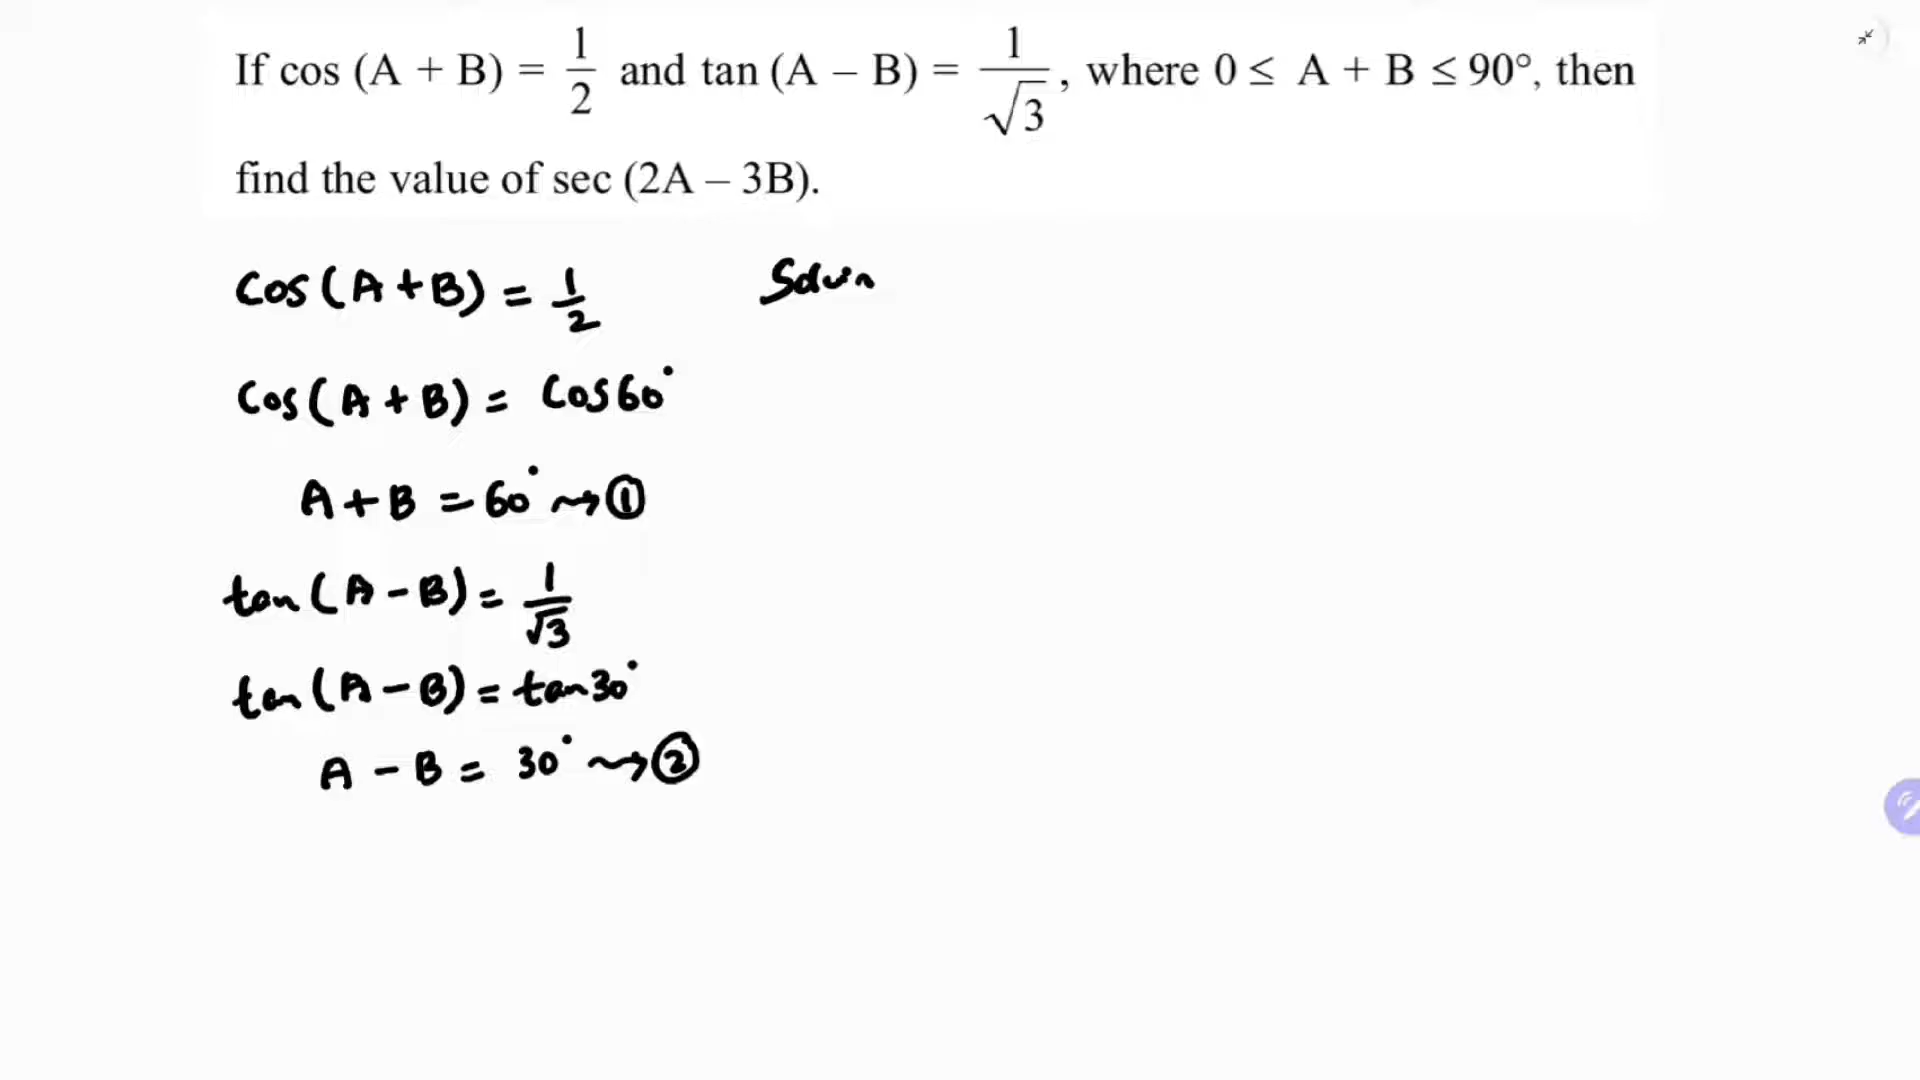 If cos (A + B) = 1/2 and tan (A – B) = 1/√3, where 0 ≤ A + B ≤ 90°, then
find the value of sec (2A – 3B).
Cos(A+B) = 1/2
Solvin
Cos(A+B) = Cos60°
A+B = 60° ⇝ ①
tan(A-B) = 1/√3
tan(A-B) = tan30°
A - B = 30° ⇝ ②